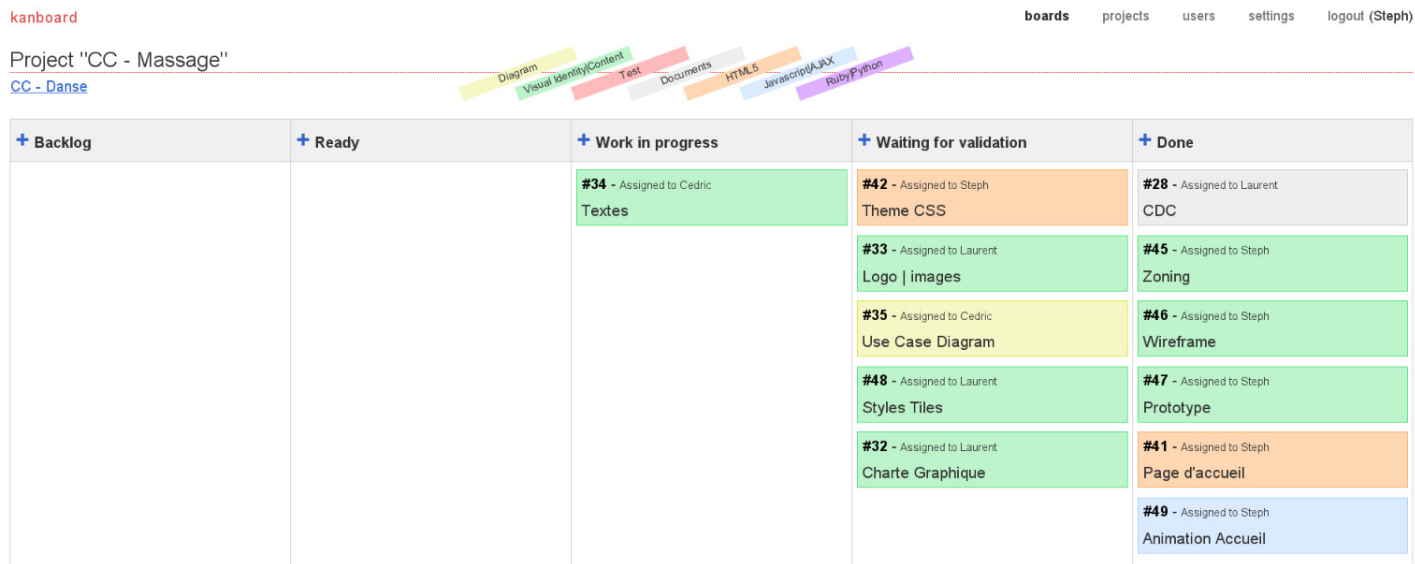 kanboard
boards projects users settings logout (Steph)
Project "CC - Massage"
CC - Danse
Diagram
Visual Identity/Content
Test
Documents
HTML5
Javascript/AJAX
Ruby/Python
+ Backlog
+ Ready
+ Work in progress
+ Waiting for validation
+ Done
#34 - Assigned to Cedric
Textes
#42 - Assigned to Steph
Theme CSS
#33 - Assigned to Laurent
Logo | images
#35 - Assigned to Cedric
Use Case Diagram
#48 - Assigned to Laurent
Styles Tiles
#32 - Assigned to Laurent
Charte Graphique
#28 - Assigned to Laurent
CDC
#45 - Assigned to Steph
Zoning
#46 - Assigned to Steph
Wireframe
#47 - Assigned to Steph
Prototype
#41 - Assigned to Steph
Page d'accueil
#49 - Assigned to Steph
Animation Accueil